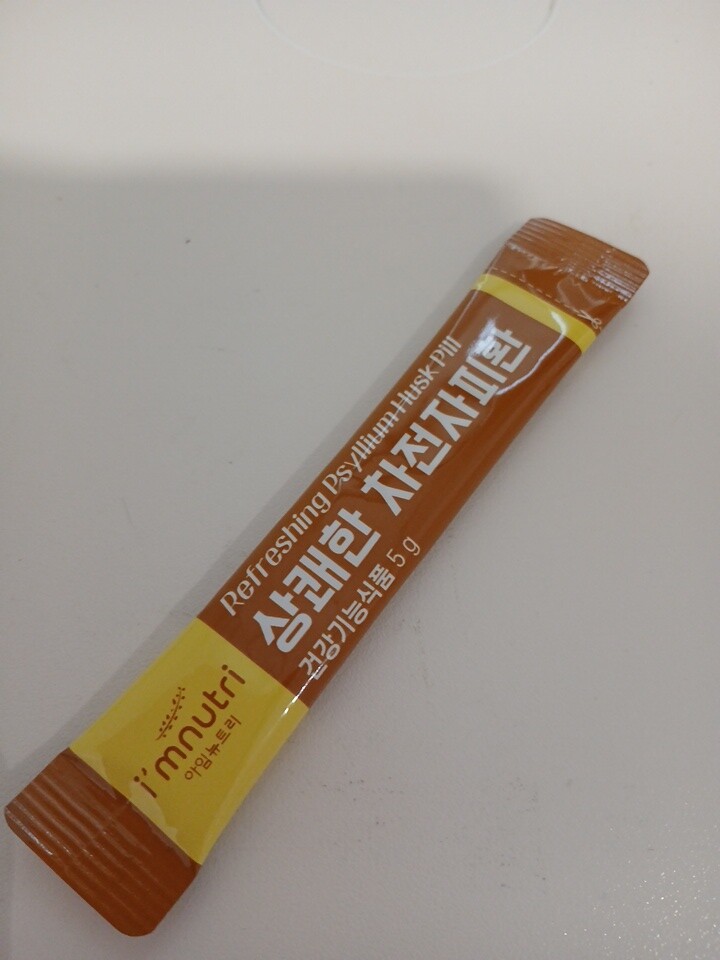 Refreshing Psyllium Husk Pill
상쾌한 차전자피환
건강기능식품 5 g
i'mnutri
아임뉴트리